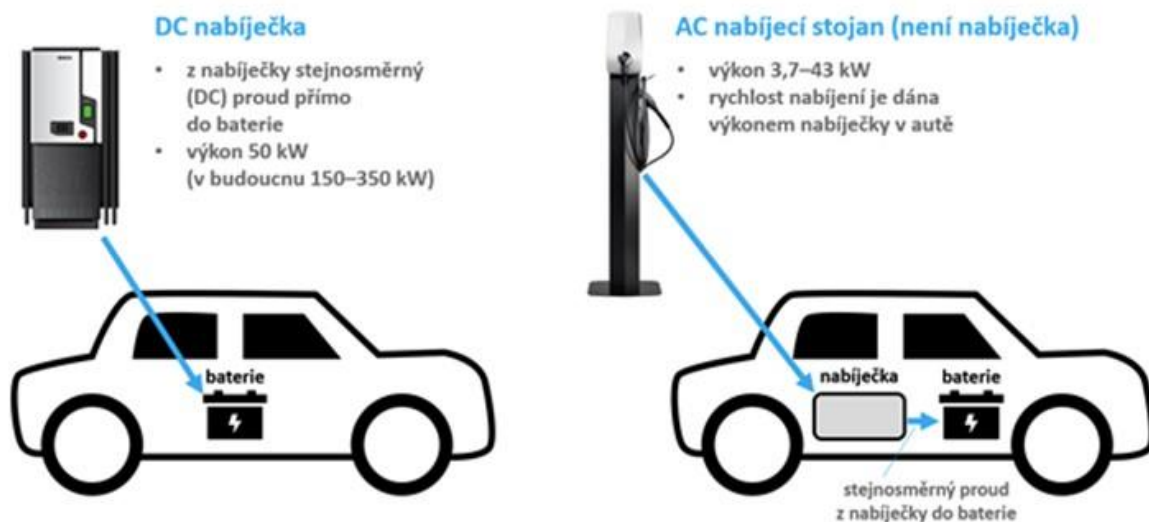 DC nabíječka
• z nabíječky stejnosměrný
(DC) proud přímo
do baterie
• výkon 50 kW
(v budoucnu 150–350 kW)
baterie
AC nabíjecí stojan (není nabíječka)
• výkon 3,7–43 kW
• rychlost nabíjení je dána
výkonem nabíječky v autě
nabíječka
baterie
stejnosměrný proud
z nabíječky do baterie